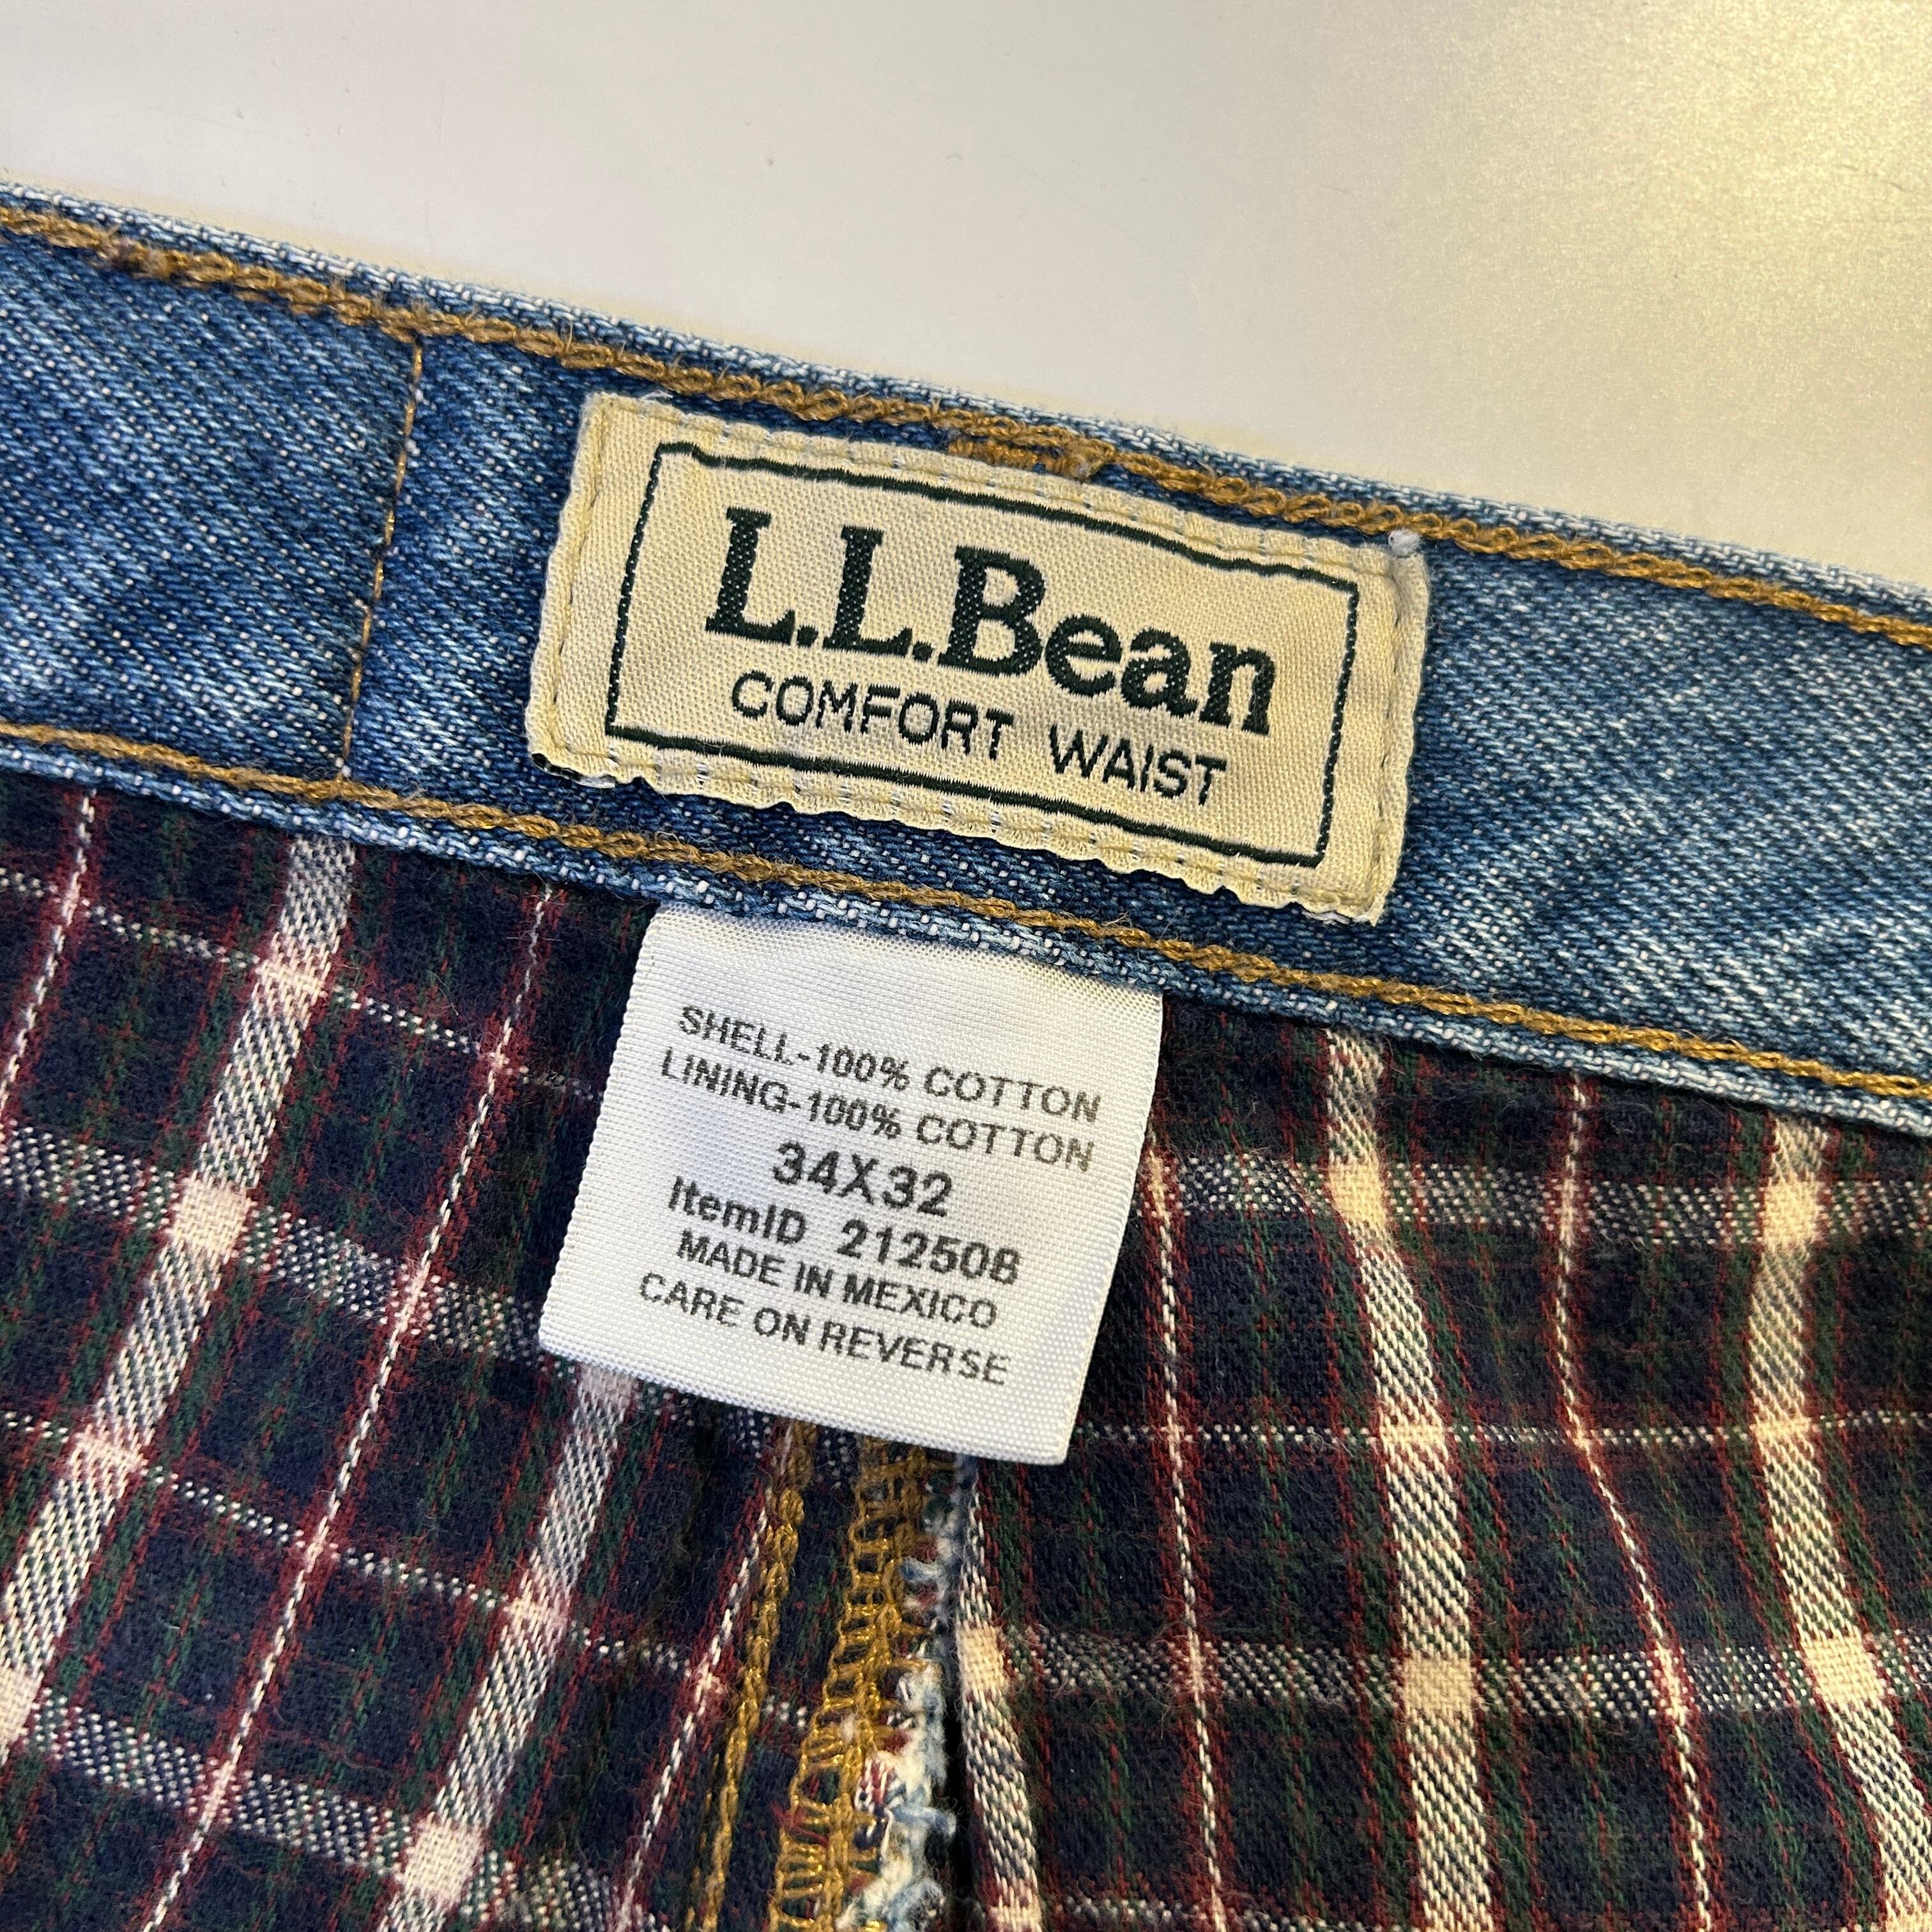 L.L.Bean
COMFORT WAIST
SHELL-100% COTTON
LINING-100% COTTON
34X32
ItemID 212508
MADE IN MEXICO
CARE ON REVERSE